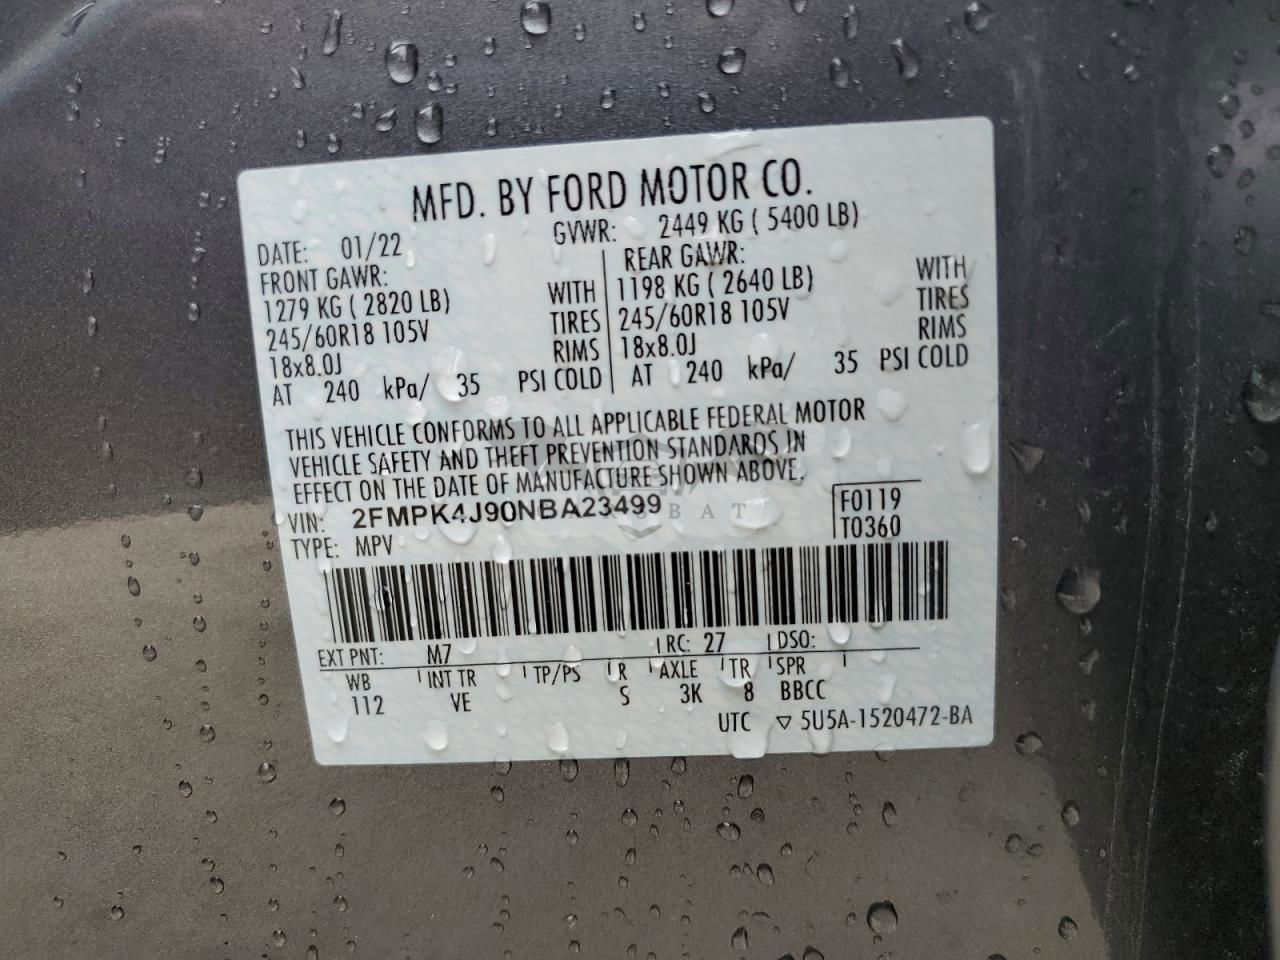 MFD. BY FORD MOTOR CO.
DATE: 01/22 GVWR: 2449 KG ( 5400 LB)
FRONT GAWR: REAR GAWR:
1279 KG ( 2820 LB) WITH 1198 KG ( 2640 LB) WITH
245/60R18 105V TIRES 245/60R18 105V TIRES
18x8.0J RIMS 18x8.0J RIMS
AT 240 kPa/ 35 PSI COLD AT 240 kPa/ 35 PSI COLD
THIS VEHICLE CONFORMS TO ALL APPLICABLE FEDERAL MOTOR
VEHICLE SAFETY AND THEFT PREVENTION STANDARDS IN
EFFECT ON THE DATE OF MANUFACTURE SHOWN ABOVE.
VIN: 2FMPK4J90NBA23499 F0119
TYPE: MPV T0360
EXT PNT: M7 RC: 27 DSO:
WB INT TR TP/PS R AXLE TR SPR
112 VE S 3K 8 BBCC
UTC ▽ 5U5A-1520472-BA